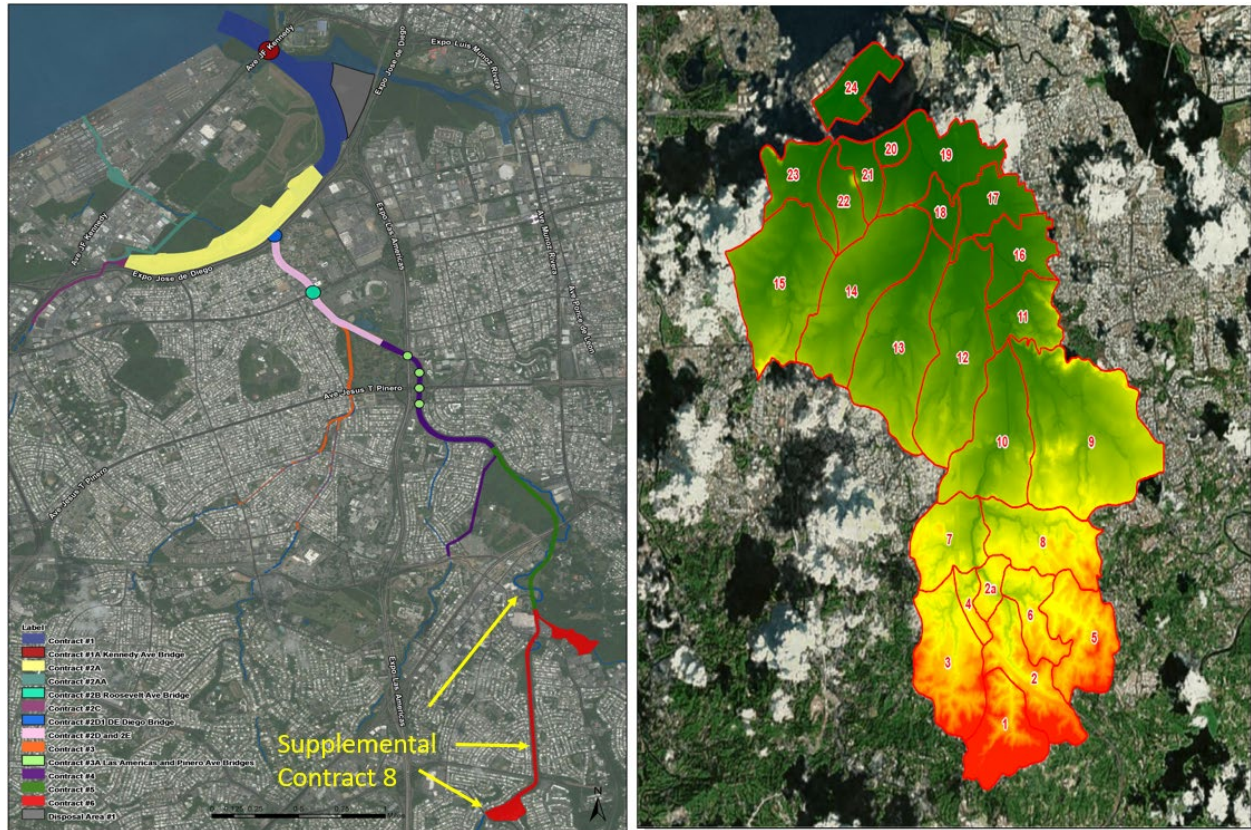 Ave JF Kennedy
Expo Jose de Diego
Expo Luis Muñoz Rivera
Ave JF Kennedy
Expo Las Americas
Ave Munoz Rivera
Expo Jose de Diego
Ave Ponce de Leon
Ave Jesus T. Pinero
Ave Jesus T. Pinero
Expo Las Americas
Supplemental
Contract 8
Label
Contract #1
Contract #1A Kennedy Ave Bridge
Contract #2A
Contract #2AA
Contract #2B Roosevelt Ave Bridge
Contract #2C
Contract #2D1 DE Diego Bridge
Contract #2D and 2E
Contract #3
Contract #3A Las Americas and Pinero Ave Bridges
Contract #4
Contract #5
Contract #6
Disposal Area #1
N
24
20
19
21
23
22
17
18
16
15
14
11
13
12
10
9
7
8
2a
4
6
5
3
2
1